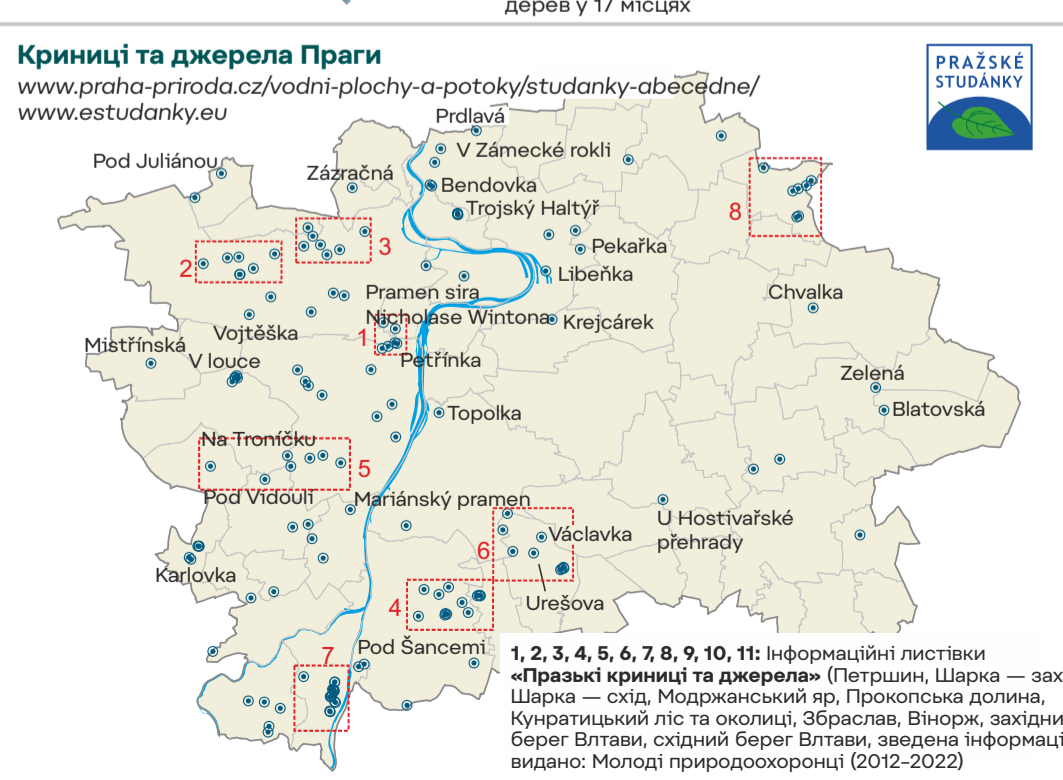 дерев у 17 місцях
Криниці та джерела Праги
www.praha-priroda.cz/vodni-plochy-a-potoky/studanky-abecedne/
www.estudanky.eu
PRAŽSKÉ
STUDÁNKY
Prdlavá
V Zámecké rokli
Pod Juliánou
Zázračná
Bendovka
Trojský Haltýř
8
3
Pekařka
2
Libeňka
Pramen sira
Chvalka
Nicholase Wintona
Krejcárek
Vojtěška
1
Mistřínská
V louce
Petřínka
Zelená
Topolka
Blatovská
Na Troníčku
5
Pod Vidoulí
Mariánský pramen
U Hostivařské
přehrady
Václavka
6
Karlovka
Urešova
4
Pod Šancemi
7
1, 2, 3, 4, 5, 6, 7, 8, 9, 10, 11: Інформаційні листівки
«Празькі криниці та джерела» (Петршин, Шарка — зах
Шарка — схід, Модржанський яр, Прокопська долина,
Кунратицький ліс та околиці, Збраслав, Вінорж, західни
берег Влтави, східний берег Влтави, зведена інформаці
видано: Молоді природоохоронці (2012–2022)